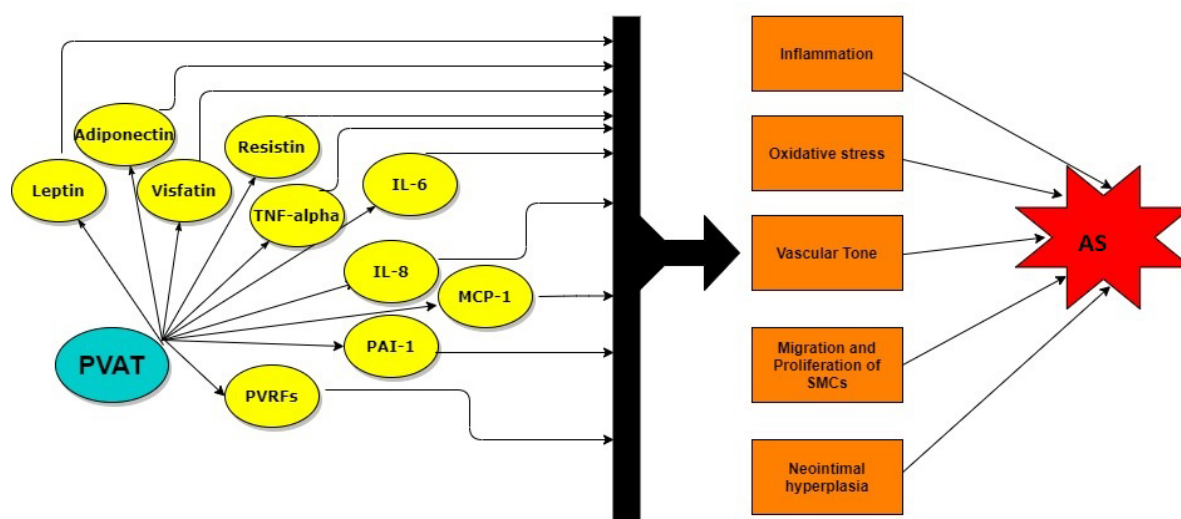 Leptin
Adiponectin
Visfatin
Resistin
TNF-alpha
IL-6
IL-8
MCP-1
PAI-1
PVRFs
PVAT
Inflammation
Oxidative stress
Vascular Tone
Migration and
Proliferation of
SMCs
Neointimal
hyperplasia
AS